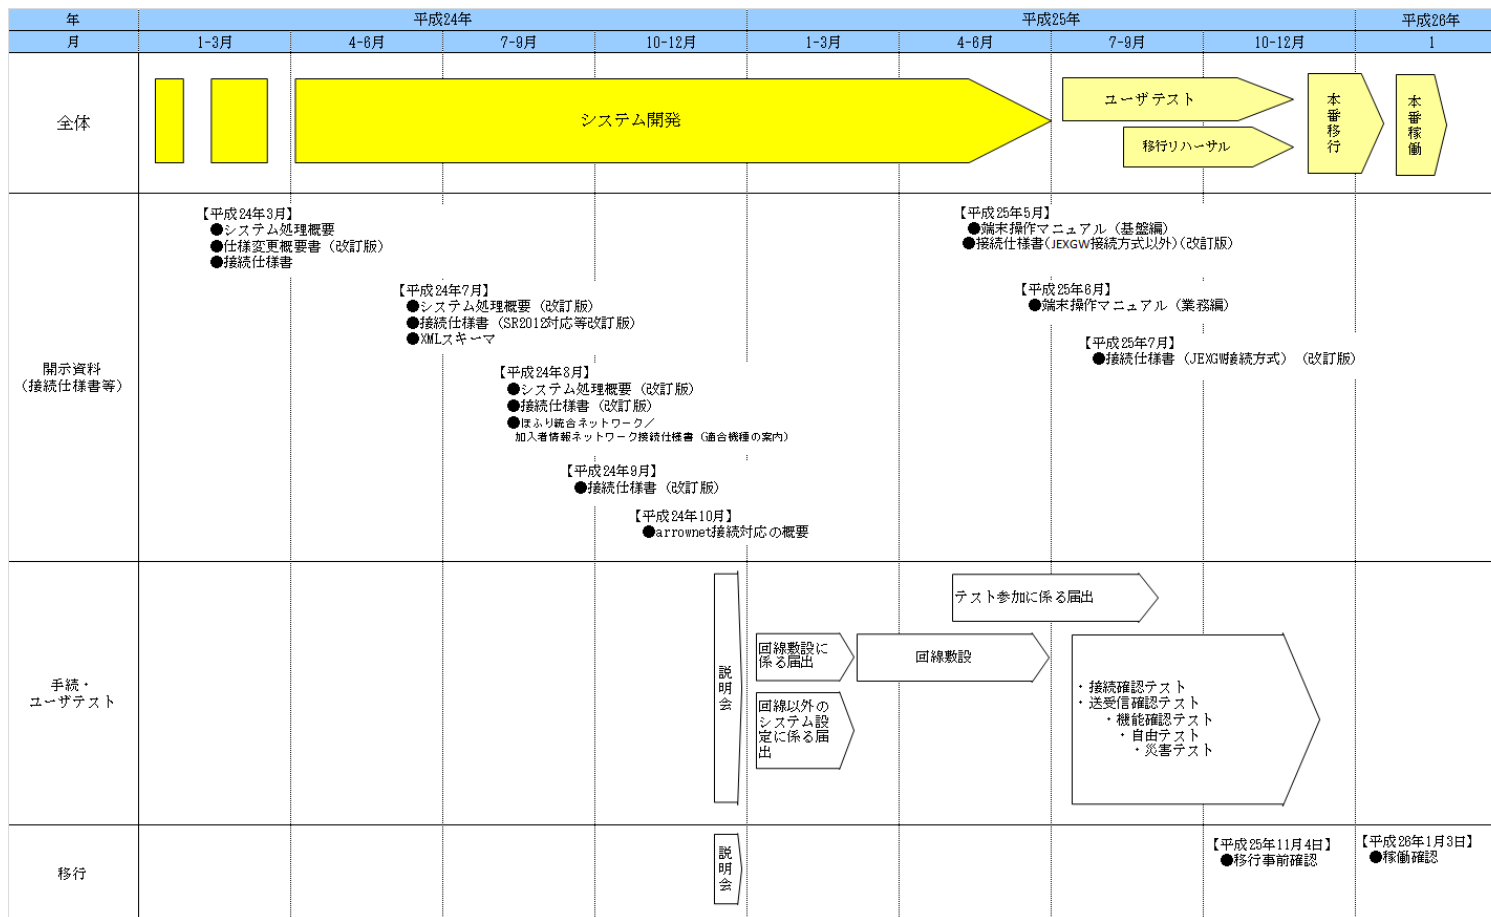 年
平成24年
平成25年
平成26年
月
1-3月
4-6月
7-9月
10-12月
1-3月
4-6月
7-9月
10-12月
1
全体
システム開発
ユーザテスト
移行リハーサル
本番移行
本番稼働
開示資料
（接続仕様書等）
【平成24年3月】
●システム処理概要
●仕様変更概要書（改訂版）
●接続仕様書
【平成24年7月】
●システム処理概要（改訂版）
●接続仕様書（SR2012対応等改訂版）
●XMLスキーマ
【平成24年8月】
●システム処理概要（改訂版）
●接続仕様書（改訂版）
●ほふり統合ネットワーク／
加入者情報ネットワーク接続仕様書（適合機種の案内）
【平成24年9月】
●接続仕様書（改訂版）
【平成24年10月】
●arrownet接続対応の概要
【平成25年5月】
●端末操作マニュアル（基盤編）
●接続仕様書(JEXGW接続方式以外)(改訂版)
【平成25年6月】
●端末操作マニュアル（業務編）
【平成25年7月】
●接続仕様書（JEXGW接続方式）（改訂版）
手続・
ユーザテスト
説明会
回線敷設に
係る届出
回線以外の
システム設
定に係る届
出
回線敷設
テスト参加に係る届出
・接続確認テスト
・送受信確認テスト
・機能確認テスト
・自由テスト
・災害テスト
移行
説明会
【平成25年11月4日】
●移行事前確認
【平成26年1月3日】
●稼働確認